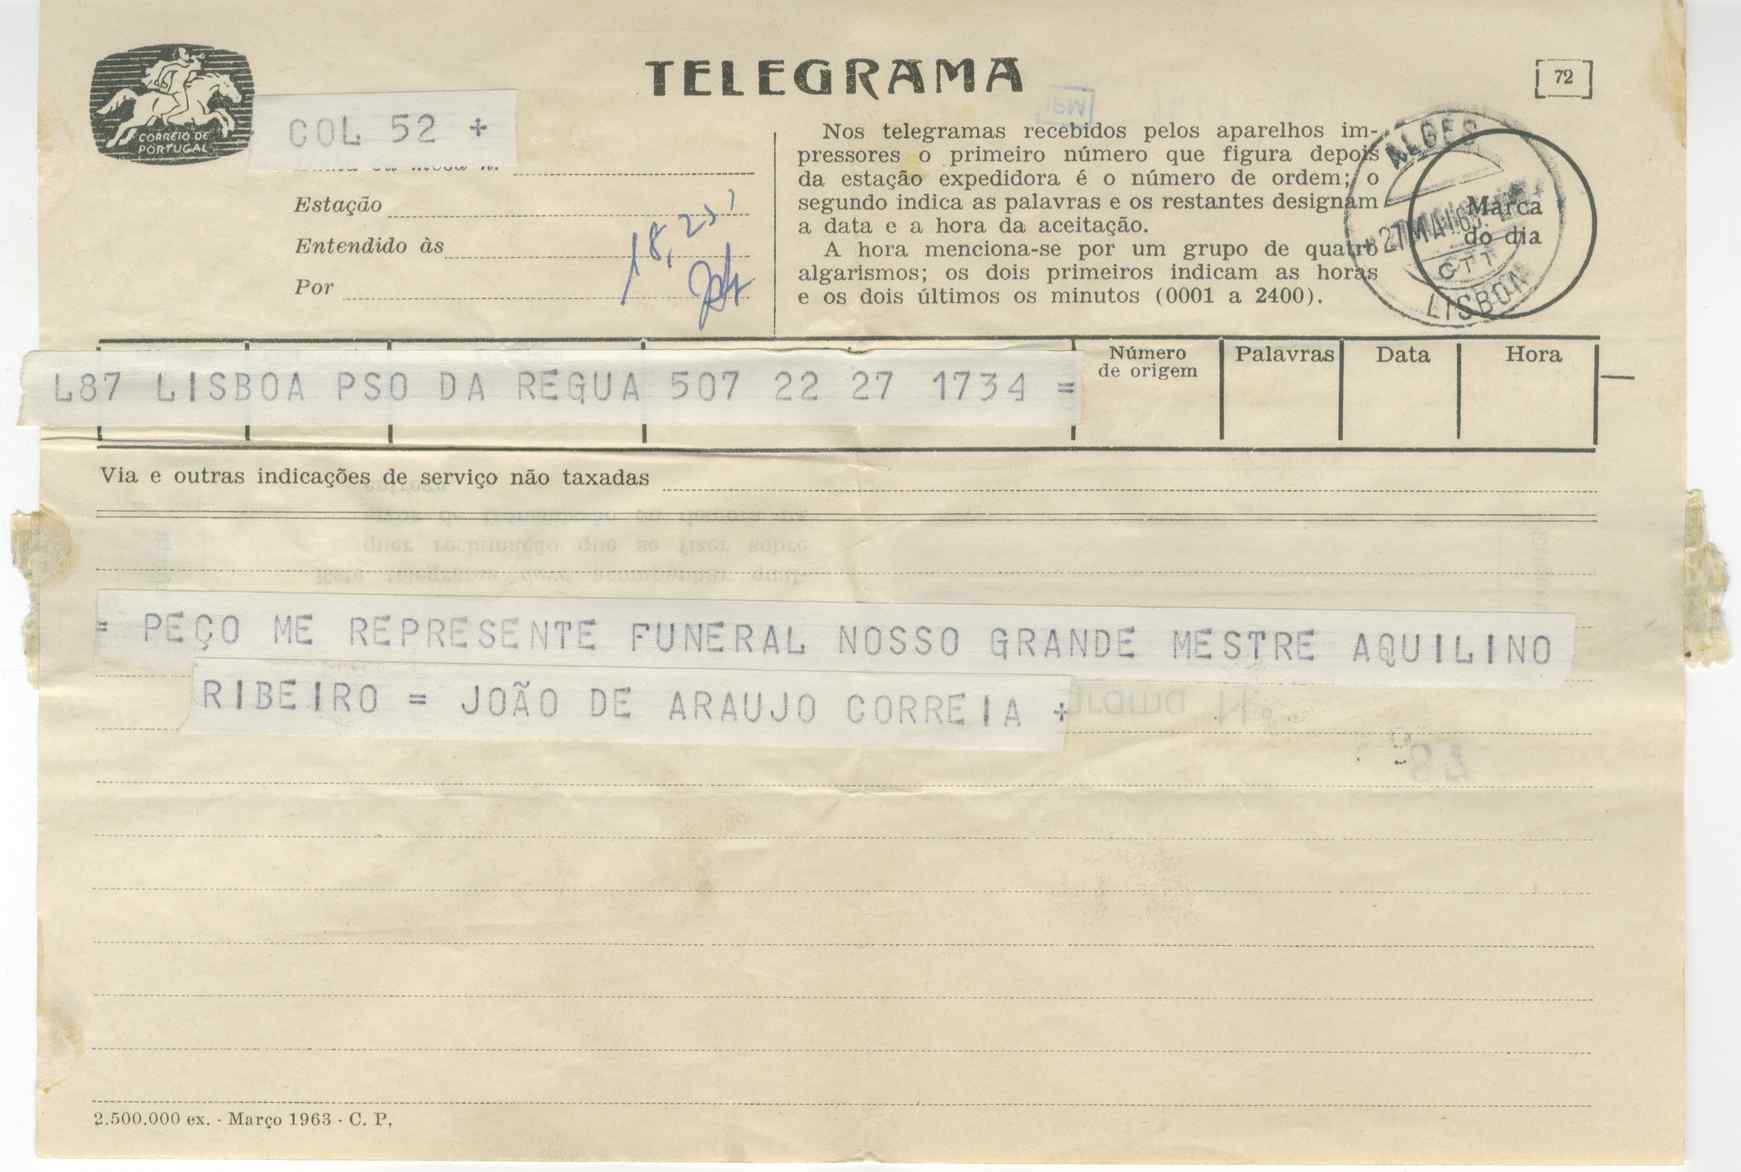 TELEGRAMA
[72]
CORREIO DE
PORTUGAL
COL 52 +
Estação
Entendido às
Por
18,25
Nos telegramas recebidos pelos aparelhos im-
pressores o primeiro número que figura depois
da estação expedidora é o número de ordem; o
segundo indica as palavras e os restantes designam
a data e a hora da aceitação.
A hora menciona-se por um grupo de quatro
algarismos; os dois primeiros indicam as horas
e os dois últimos os minutos (0001 a 2400).
ALGES
Marca
do dia
CTT
LISBOA
Número
de origem
Palavras
Data
Hora
L87 LISBOA PSO DA REGUA 507 22 27 1734 =
Via e outras indicações de serviço não taxadas
= PEÇO ME REPRESENTE FUNERAL NOSSO GRANDE MESTRE AQUILINO
RIBEIRO = JOÃO DE ARAUJO CORREIA +
2.500.000 ex. - Março 1963 - C. P.